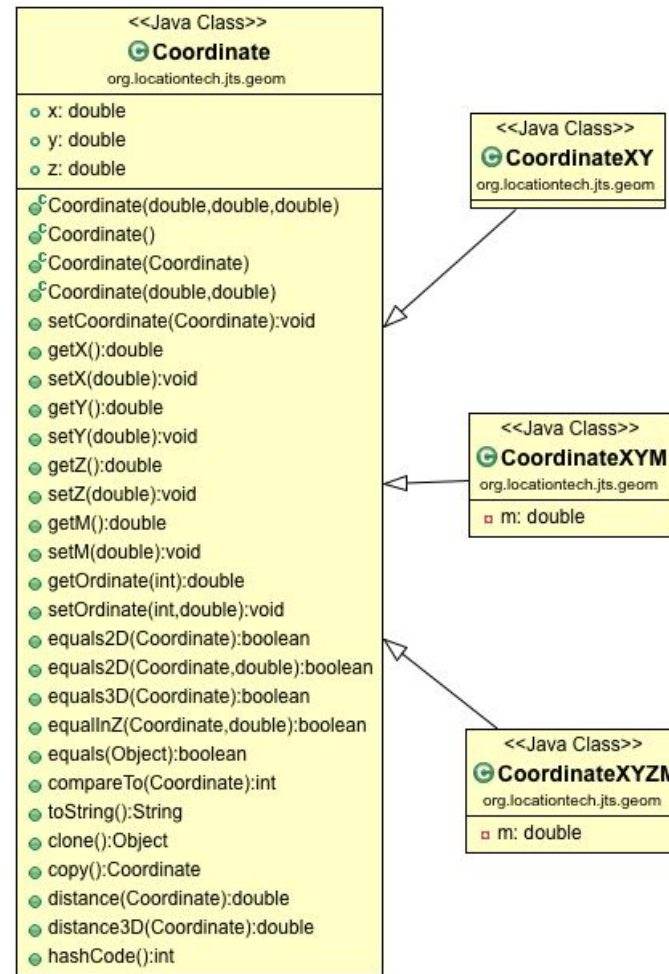 <<Java Class>>
Coordinate
org.locationtech.jts.geom
x: double
y: double
z: double
Coordinate(double,double,double)
Coordinate()
Coordinate(Coordinate)
Coordinate(double,double)
setCoordinate(Coordinate):void
getX():double
setX(double):void
getY():double
setY(double):void
getZ():double
setZ(double):void
getM():double
setM(double):void
getOrdinate(int):double
setOrdinate(int,double):void
equals2D(Coordinate):boolean
equals2D(Coordinate,double):boolean
equals3D(Coordinate):boolean
equalInZ(Coordinate,double):boolean
equals(Object):boolean
compareTo(Coordinate):int
toString():String
clone():Object
copy():Coordinate
distance(Coordinate):double
distance3D(Coordinate):double
hashCode():int
<<Java Class>>
CoordinateXY
org.locationtech.jts.geom
<<Java Class>>
CoordinateXYM
org.locationtech.jts.geom
m: double
<<Java Class>>
CoordinateXYZM
org.locationtech.jts.geom
m: double